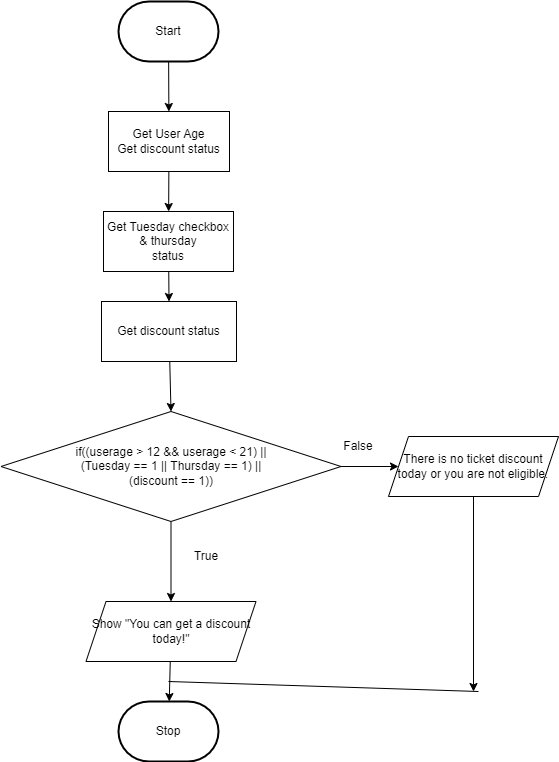 Start
Get User Age
Get discount status
Get Tuesday checkbox
& thursday
status
Get discount status
if((userage > 12 && userage < 21) ||
(Tuesday == 1 || Thursday == 1) ||
(discount == 1))
False
There is no ticket discount
today or you are not eligible.
True
Show "You can get a discount
today!"
Stop